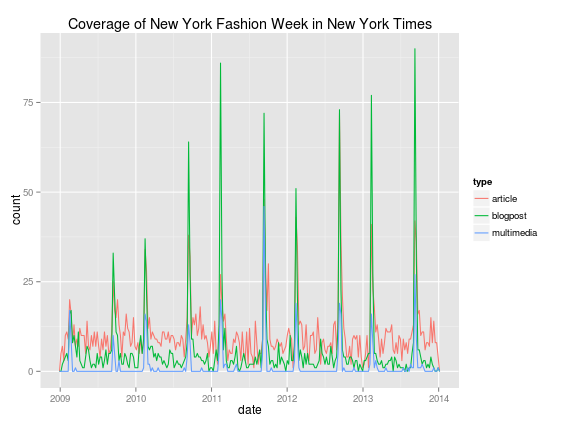 Coverage of New York Fashion Week in New York Times
75
50
25
0
count
2009
2010
2011
2012
2013
2014
date
type
article
blogpost
multimedia